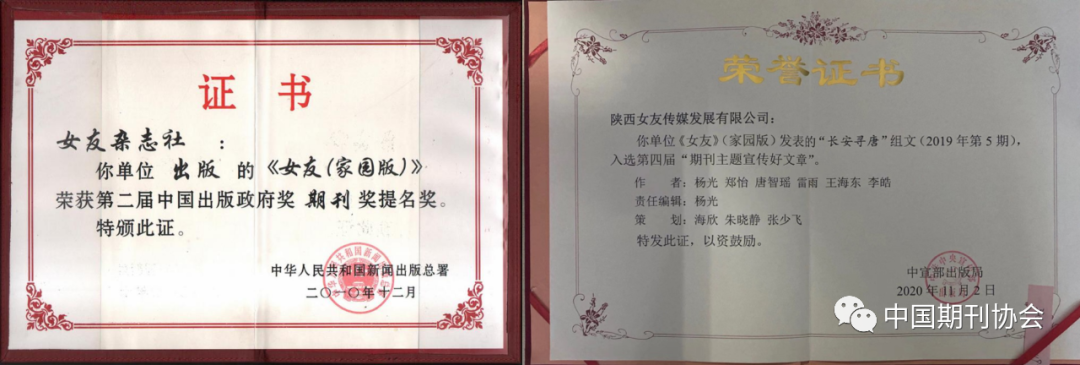 证书
女友杂志社：
你单位 出版 的《女友(家园版)》
荣获第二届中国出版政府奖 期刊 奖提名奖。
特颁此证。
中华人民共和国新闻出版总署
二〇一〇年十二月
荣誉证书
陕西女友传媒发展有限公司：
你单位《女友》（家园版）发表的“长安寻唐”组文（2019年第5期），
入选第四届“期刊主题宣传好文章”。
作者：杨光 郑怡 唐智瑶 雷雨 王海东 李皓
责任编辑：杨光
策划：海欣 朱晓静 张少飞
特发此证，以资鼓励。
中宣部出版局
2020年11月2日
中国期刊协会